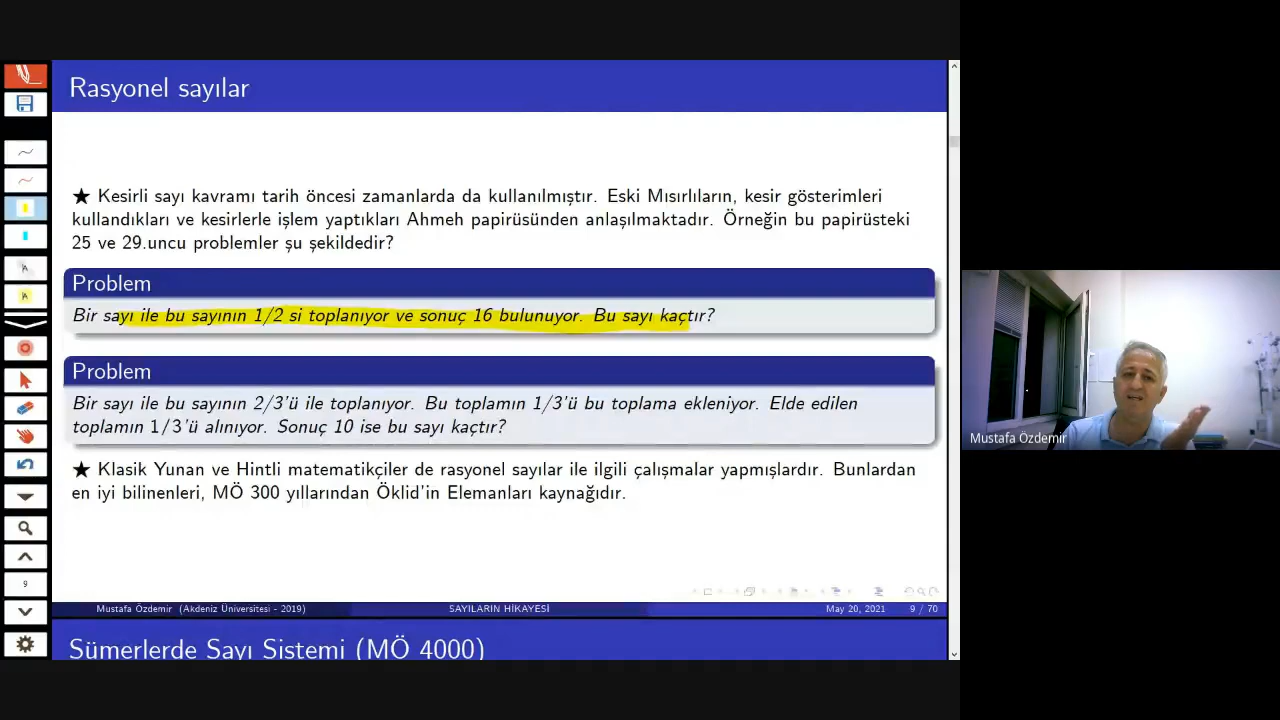 Rasyonel sayılar
★ Kesirli sayı kavramı tarih öncesi zamanlarda da kullanılmıştır. Eski Mısırlıların, kesir gösterimleri
kullandıkları ve kesirlerle işlem yaptıkları Ahmeh papirüsünden anlaşılmaktadır. Örneğin bu papirüsteki
25 ve 29.uncu problemler şu şekildedir?
Problem
Bir sayı ile bu sayının 1/2 si toplanıyor ve sonuç 16 bulunuyor. Bu sayı kaçtır?
Problem
Bir sayı ile bu sayının 2/3'ü ile toplanıyor. Bu toplamın 1/3'ü bu toplama ekleniyor. Elde edilen
toplamın 1/3'ü alınıyor. Sonuç 10 ise bu sayı kaçtır?
★ Klasik Yunan ve Hintli matematikçiler de rasyonel sayılar ile ilgili çalışmalar yapmışlardır. Bunlardan
en iyi bilinenleri, MÖ 300 yıllarından Öklid'in Elemanları kaynağıdır.
9
Mustafa Özdemir (Akdeniz Üniversitesi - 2019) SAYILARIN HİKAYESİ May 20, 2021 9 / 70
Sümerlerde Sayı Sistemi (MÖ 4000)
Mustafa Özdemir